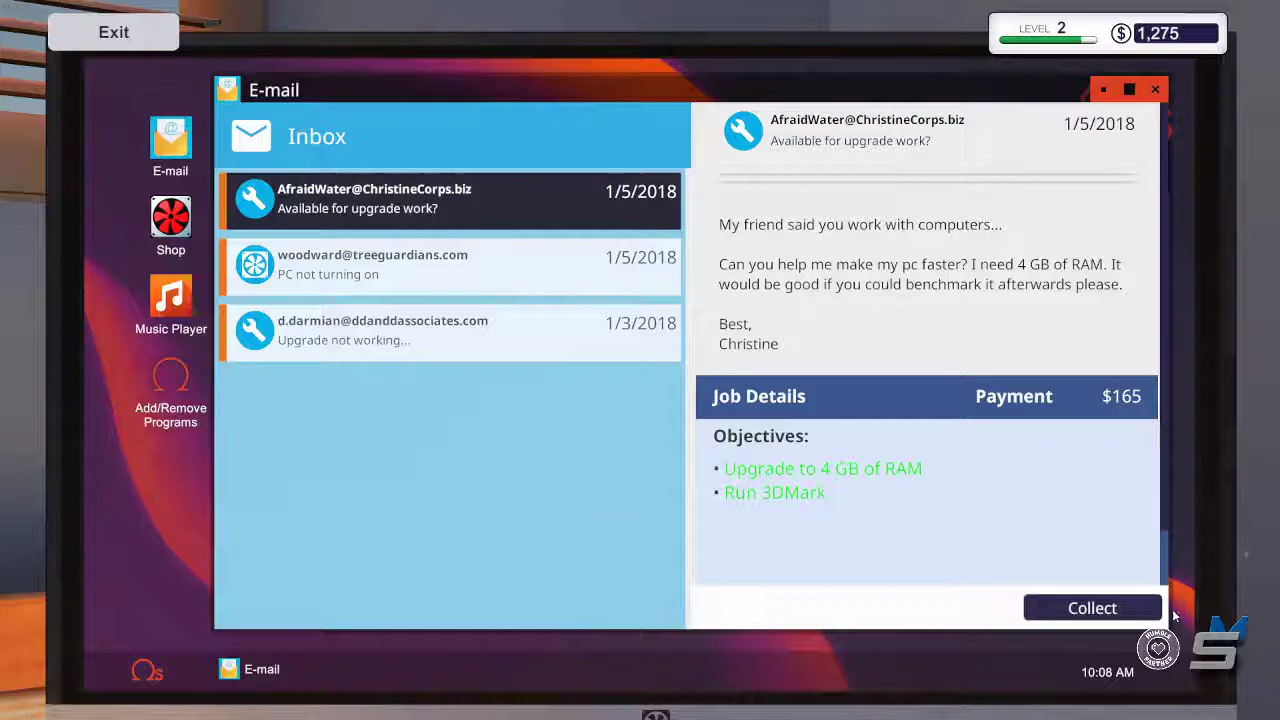 Exit
LEVEL 2
$ 1,275
E-mail
E-mail
Shop
Music Player
Add/Remove
Programs
Inbox
AfraidWater@ChristineCorps.biz 1/5/2018
Available for upgrade work?
woodward@treeguardians.com 1/5/2018
PC not turning on
d.darmian@ddanddassociates.com 1/3/2018
Upgrade not working...
AfraidWater@ChristineCorps.biz 1/5/2018
Available for upgrade work?
My friend said you work with computers...
Can you help me make my pc faster? I need 4 GB of RAM. It
would be good if you could benchmark it afterwards please.
Best,
Christine
Job Details Payment $165
Objectives:
• Upgrade to 4 GB of RAM
• Run 3DMark
Collect
HUMBLE
PARTNER
MS
Ωs
E-mail
10:08 AM